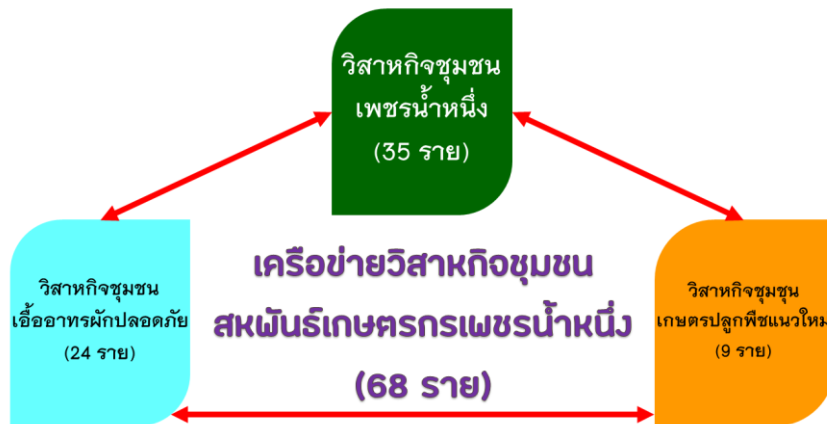 วิสาหกิจชุมชน
เพชรน้ำหนึ่ง
(35 ราย)
เครือข่ายวิสาหกิจชุมชน
สหพันธ์เกษตรกรเพชรน้ำหนึ่ง
(68 ราย)
วิสาหกิจชุมชน
เอื้ออาทรผักปลอดภัย
(24 ราย)
วิสาหกิจชุมชุน
เกษตรปลูกพืชแนวใหม่
(9 ราย)